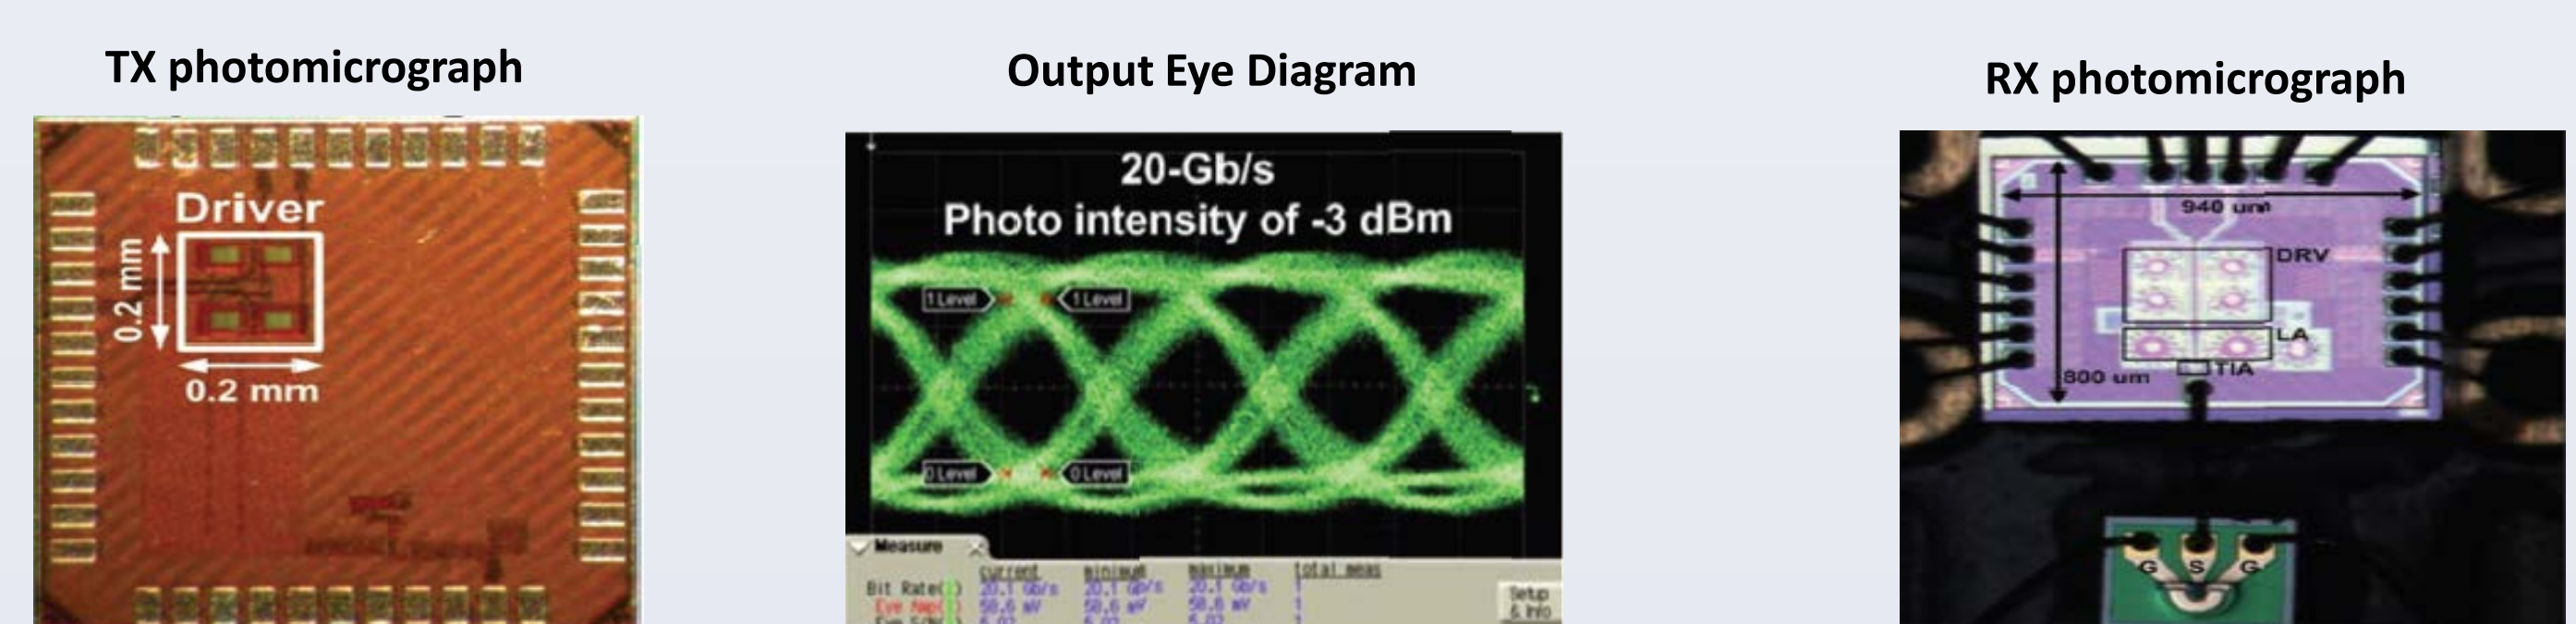 TX photomicrograph
Driver
0.2 mm
0.2 mm
Output Eye Diagram
20-Gb/s
Photo intensity of -3 dBm
1 Level 1 Level
0 Level 0 Level
Measure
current minimum maximum total meas
Bit Rate( ) 20.1 Gb/s 20.1 Gb/s 20.1 Gb/s 1
Eye Amp( ) 58.6 mV 58.6 mV 58.6 mV 1
Setup
& Info
RX photomicrograph
940 um
DRV
LA
TIA
800 um
G S G